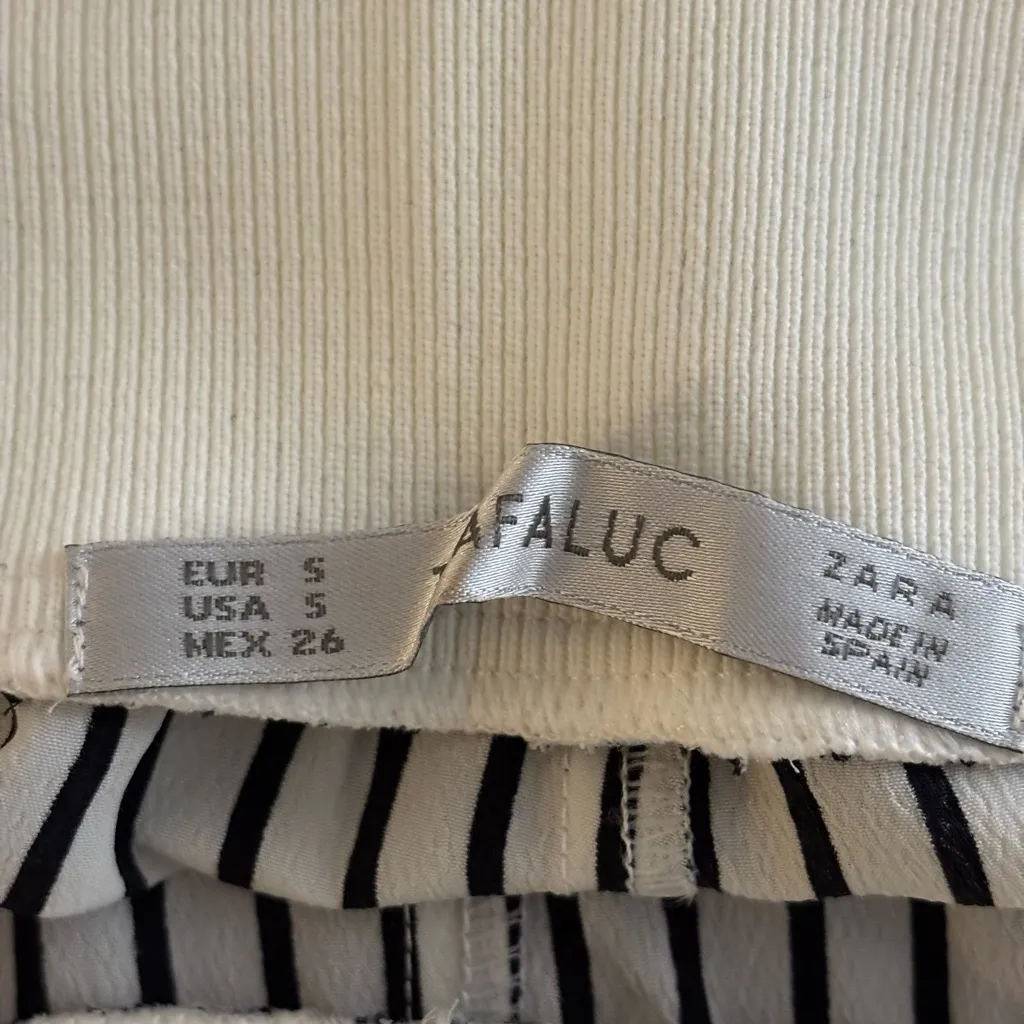 EUR S
USA S
MEX 26
AFALUC
ZARA
MADE IN
SPAIN